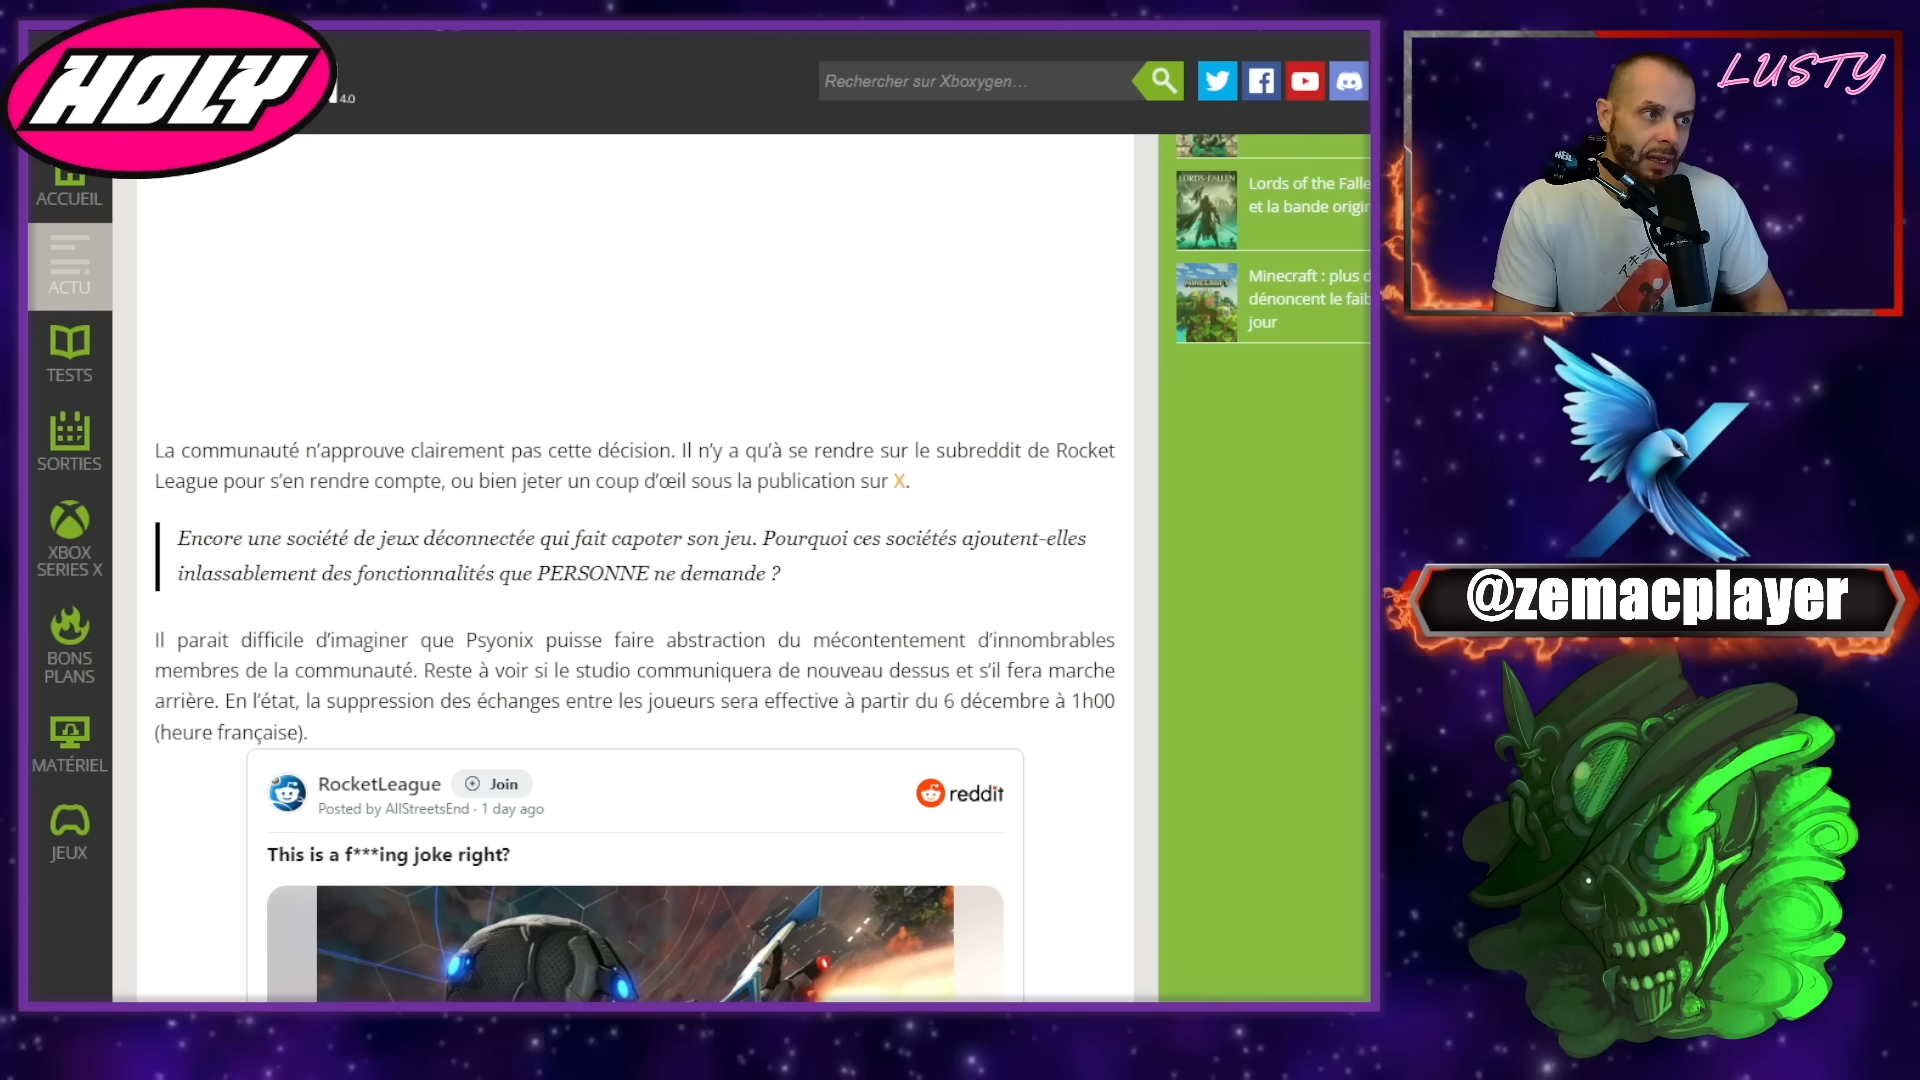 HOLY
4.0
Rechercher sur Xboxygen...
ACCUEIL
ACTU
TESTS
SORTIES
XBOX
SERIES X
BONS
PLANS
MATÉRIEL
JEUX
La communauté n’approuve clairement pas cette décision. Il n’y a qu’à se rendre sur le subreddit de Rocket
League pour s’en rendre compte, ou bien jeter un coup d’œil sous la publication sur X.
Encore une société de jeux déconnectée qui fait capoter son jeu. Pourquoi ces sociétés ajoutent-elles
inlassablement des fonctionnalités que PERSONNE ne demande ?
Il parait difficile d’imaginer que Psyonix puisse faire abstraction du mécontentement d’innombrables
membres de la communauté. Reste à voir si le studio communiquera de nouveau dessus et s’il fera marche
arrière. En l’état, la suppression des échanges entre les joueurs sera effective à partir du 6 décembre à 1h00
(heure française).
RocketLeague
Join
Posted by AllStreetsEnd · 1 day ago
reddit
This is a f***ing joke right?
LORDS OF THE FALLEN
Lords of the Falle
et la bande origin
MINECRAFT
Minecraft : plus d
dénoncent le faib
jour
LUSTY
@zemacplayer